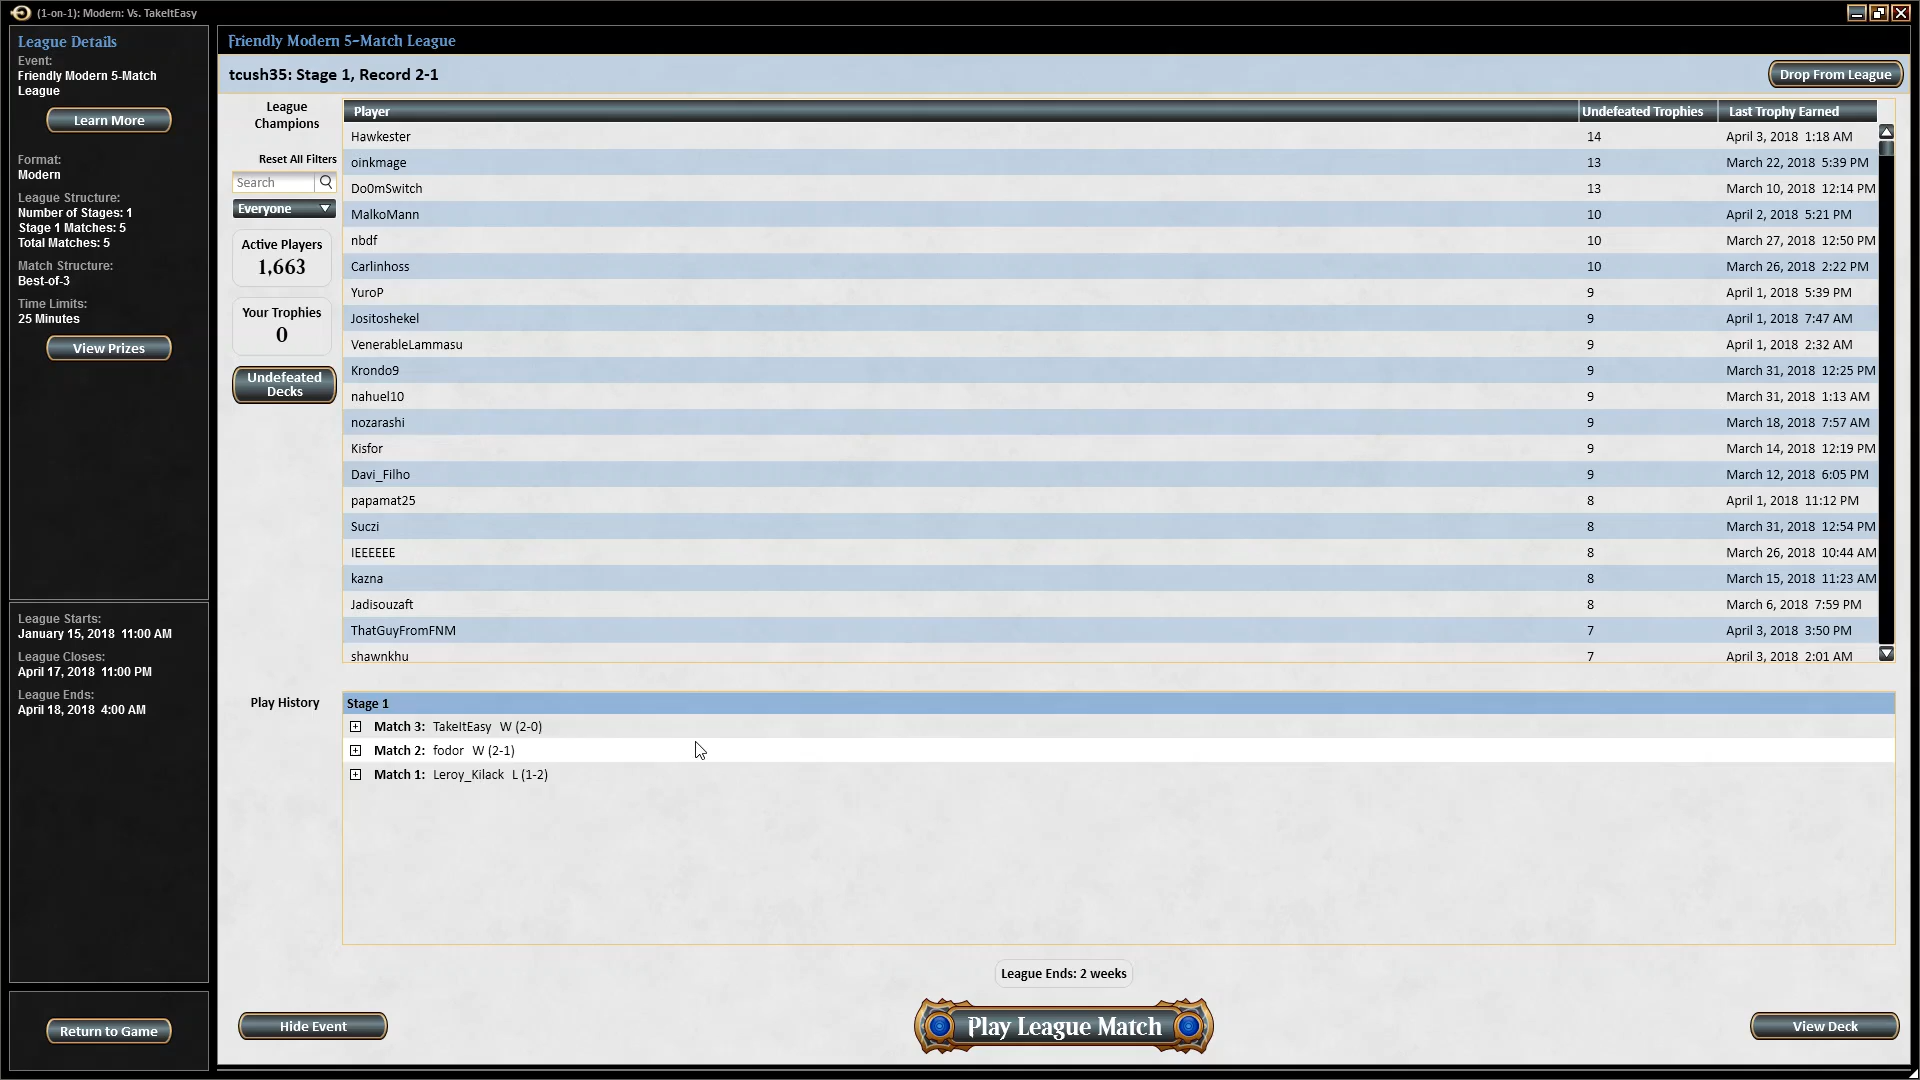 (1-on-1): Modern: Vs. TakeItEasy
League Details
Event:
Friendly Modern 5-Match
League
Learn More
Format:
Modern
League Structure:
Number of Stages: 1
Stage 1 Matches: 5
Total Matches: 5
Match Structure:
Best-of-3
Time Limits:
25 Minutes
View Prizes
League Starts:
January 15, 2018 11:00 AM
League Closes:
April 17, 2018 11:00 PM
League Ends:
April 18, 2018 4:00 AM
Return to Game
Friendly Modern 5-Match League
tcush35: Stage 1, Record 2-1
Drop From League
League
Champions
Reset All Filters
Search
Everyone
Active Players
1,663
Your Trophies
0
Undefeated
Decks
Player Undefeated Trophies Last Trophy Earned
Hawkester 14 April 3, 2018 1:18 AM
oinkmage 13 March 22, 2018 5:39 PM
Do0mSwitch 13 March 10, 2018 12:14 PM
MalkoMann 10 April 2, 2018 5:21 PM
nbdf 10 March 27, 2018 12:50 PM
Carlinhoss 10 March 26, 2018 2:22 PM
YuroP 9 April 1, 2018 5:39 PM
Jositoshekel 9 April 1, 2018 7:47 AM
VenerableLammasu 9 April 1, 2018 2:32 AM
Krondo9 9 March 31, 2018 12:25 PM
nahuel10 9 March 31, 2018 1:13 AM
nozarashi 9 March 18, 2018 7:57 AM
Kisfor 9 March 14, 2018 12:19 PM
Davi_Filho 9 March 12, 2018 6:05 PM
papamat25 8 April 1, 2018 11:12 PM
Suczi 8 March 31, 2018 12:54 PM
IEEEEEE 8 March 26, 2018 10:44 AM
kazna 8 March 15, 2018 11:23 AM
Jadisouzaft 8 March 6, 2018 7:59 PM
ThatGuyFromFNM 7 April 3, 2018 3:50 PM
shawnkhu 7 April 3, 2018 2:01 AM
Play History
Stage 1
Match 3: TakeItEasy W (2-0)
Match 2: fodor W (2-1)
Match 1: Leroy_Kilack L (1-2)
League Ends: 2 weeks
Hide Event
Play League Match
View Deck